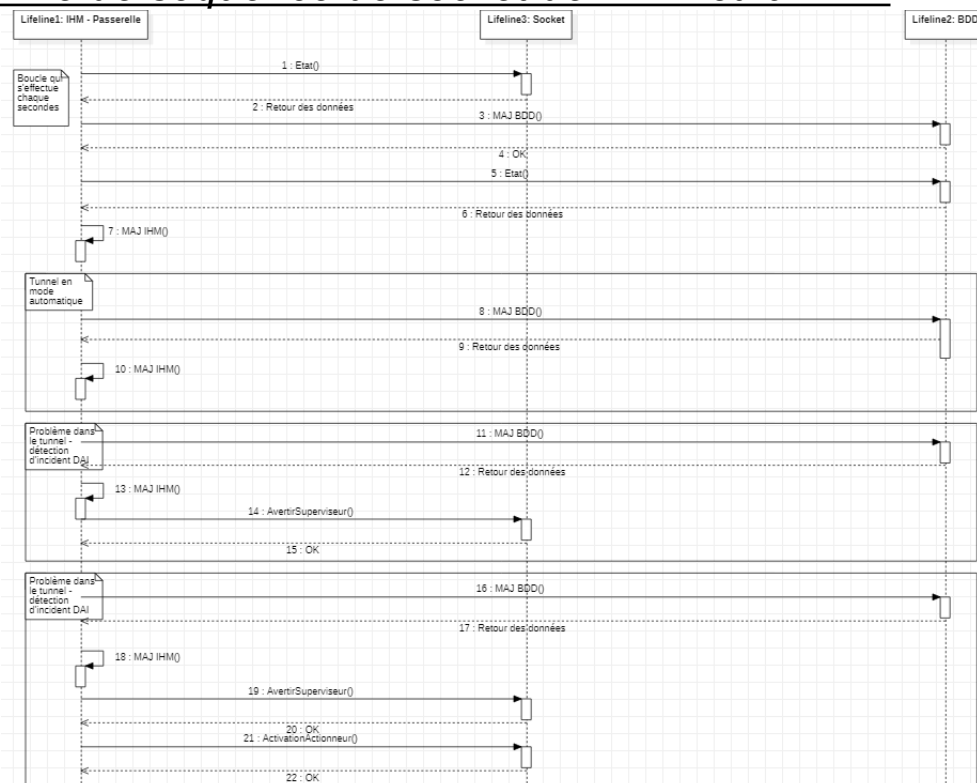 Lifeline1: IHM - Passerelle
Lifeline3: Socket
Lifeline2: BDD
Boucle qui
s'effectue
chaque
secondes
1 : Etat()
2 : Retour des données
3 : MAJ BDD()
4 : OK
5 : Etat()
6 : Retour des données
7 : MAJ IHM()
Tunnel en
mode
automatique
8 : MAJ BDD()
9 : Retour des données
10 : MAJ IHM()
Problème dans
le tunnel -
détection
d'incident DAI
11 : MAJ BDD()
12 : Retour des données
13 : MAJ IHM()
14 : AvertirSuperviseur()
15 : OK
Problème dans
le tunnel -
détection
d'incident DAI
16 : MAJ BDD()
17 : Retour des données
18 : MAJ IHM()
19 : AvertirSuperviseur()
20 : OK
21 : ActivationActionneur()
22 : OK